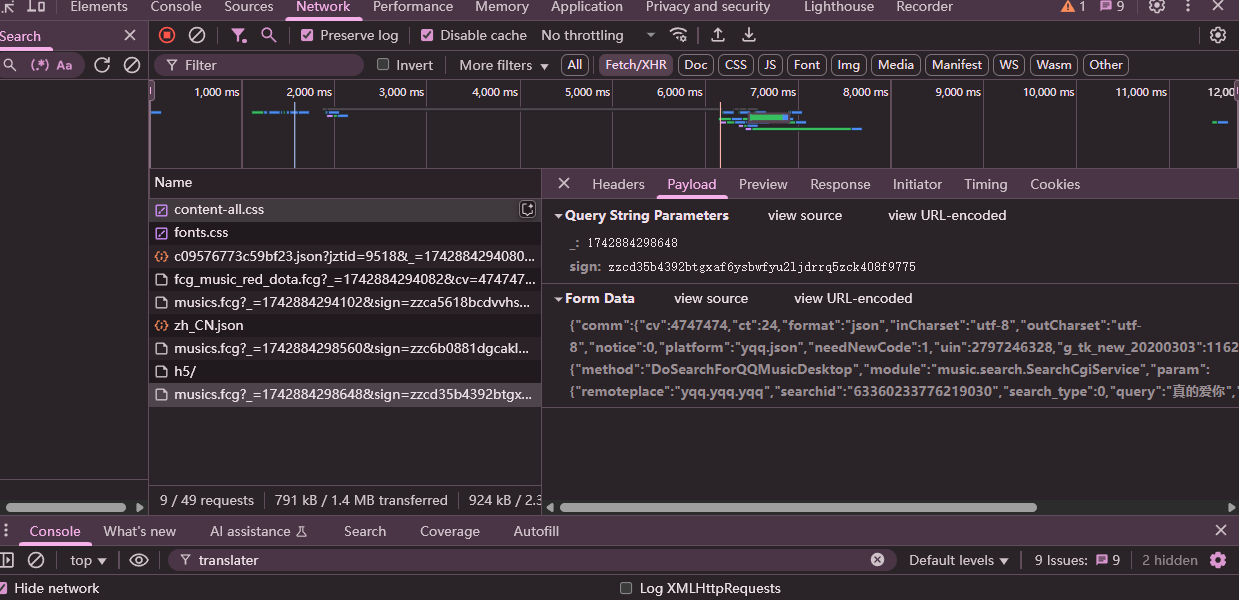 Elements Console Sources Network Performance Memory Application Privacy and security Lighthouse Recorder 1 9
Search
Preserve log Disable cache No throttling
(.*) Aa
Filter Invert More filters All Fetch/XHR Doc CSS JS Font Img Media Manifest WS Wasm Other
1,000 ms 2,000 ms 3,000 ms 4,000 ms 5,000 ms 6,000 ms 7,000 ms 8,000 ms 9,000 ms 10,000 ms 11,000 ms 12,00
Name
content-all.css
fonts.css
c09576773c59bf23.json?jztid=9518&_=1742884294080...
fcg_music_red_dota.fcg?_=1742884294082&cv=474747...
musics.fcg?_=1742884294102&sign=zzca5618bcdvvhs...
zh_CN.json
musics.fcg?_=1742884298560&sign=zzc6b0881dgcakl...
h5/
musics.fcg?_=1742884298648&sign=zzcd35b4392btgx...
9 / 49 requests 791 kB / 1.4 MB transferred 924 kB / 2.3
Headers Payload Preview Response Initiator Timing Cookies
Query String Parameters view source view URL-encoded
_: 1742884298648
sign: zzcd35b4392btgxaf6ysbwfyu2ljdrrq5zck408f9775
Form Data view source view URL-encoded
{"comm":{"cv":4747474,"ct":24,"format":"json","inCharset":"utf-8","outCharset":"utf-
8","notice":0,"platform":"yqq.json","needNewCode":1,"uin":2797246328,"g_tk_new_20200303":1162
{"method":"DoSearchForQQMusicDesktop","module":"music.search.SearchCgiService","param":
{"remoteplace":"yqq.yqq.yqq","searchid":"63360233776219030","search_type":0,"query":"真的爱你","
Console What's new AI assistance Search Coverage Autofill
top translater Default levels 9 Issues: 9 2 hidden
Hide network Log XMLHttpRequests